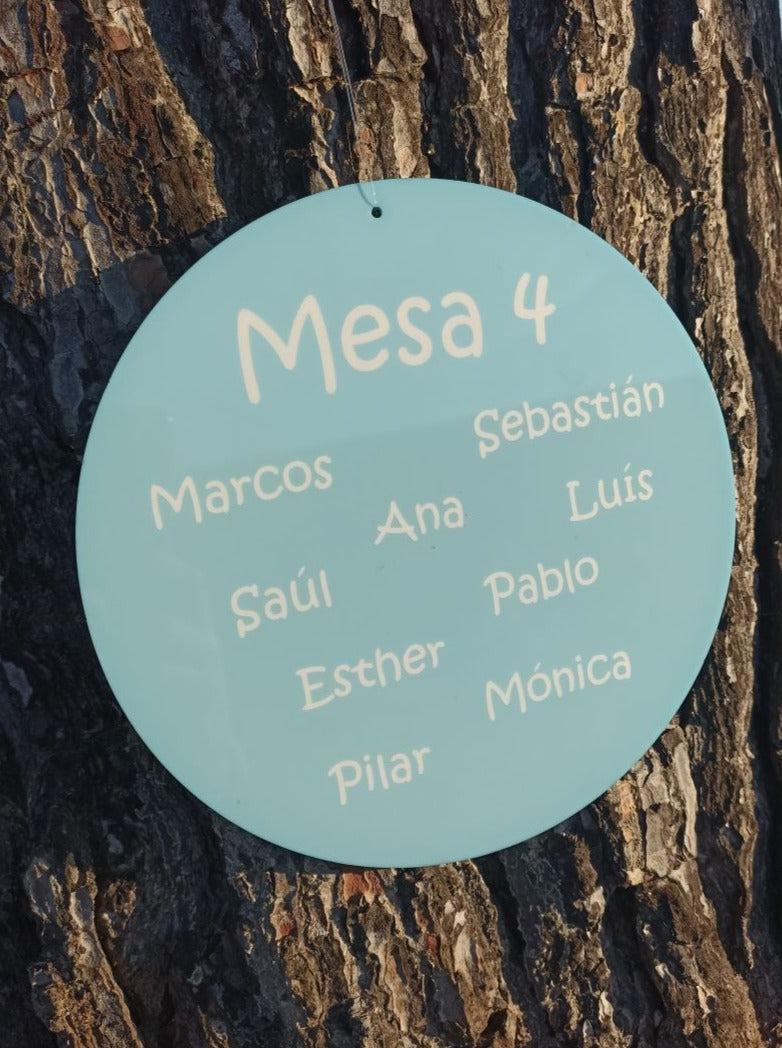 Mesa 4
Sebastián
Marcos
Ana
Luís
Saúl
Pablo
Esther
Mónica
Pilar